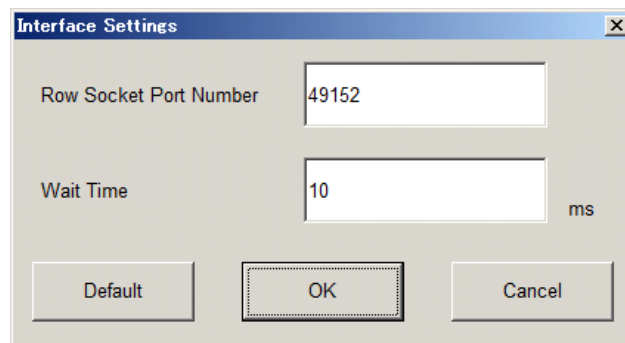 Interface Settings
Row Socket Port Number 49152
Wait Time 10 ms
Default OK Cancel